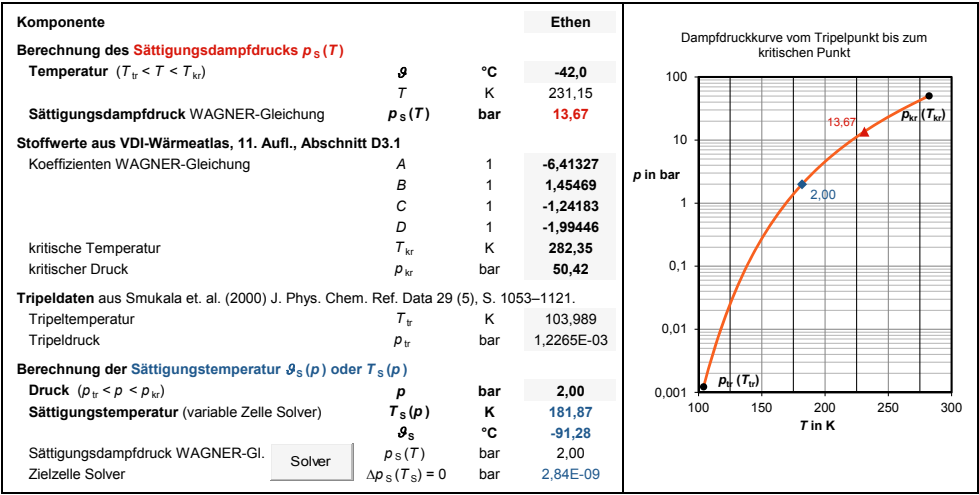 Komponente Ethen
Berechnung des Sättigungsdampfdrucks pS(T)
Temperatur (Ttr < T < Tkr) ϑ °C -42,0
T K 231,15
Sättigungsdampfdruck WAGNER-Gleichung pS(T) bar 13,67
Stoffwerte aus VDI-Wärmeatlas, 11. Aufl., Abschnitt D3.1
Koeffizienten WAGNER-Gleichung A 1 -6,41327
B 1 1,45469
C 1 -1,24183
D 1 -1,99446
kritische Temperatur Tkr K 282,35
kritischer Druck pkr bar 50,42
Tripeldaten aus Smukala et. al. (2000) J. Phys. Chem. Ref. Data 29 (5), S. 1053–1121.
Tripeltemperatur Ttr K 103,989
Tripeldruck ptr bar 1,2265E-03
Berechnung der Sättigungstemperatur ϑS(p) oder TS(p)
Druck (ptr < p < pkr) p bar 2,00
Sättigungstemperatur (variable Zelle Solver) TS(p) K 181,87
ϑS °C -91,28
Sättigungsdampfdruck WAGNER-Gl. pS(T) bar 2,00
Solver
Zielzelle Solver ΔpS(TS) = 0 bar 2,84E-09
Dampfdruckkurve vom Tripelpunkt bis zum
kritischen Punkt
100
10
1
0,1
0,01
0,001
p in bar
13,67
pkr (Tkr)
2,00
ptr (Ttr)
100 150 200 250 300
T in K